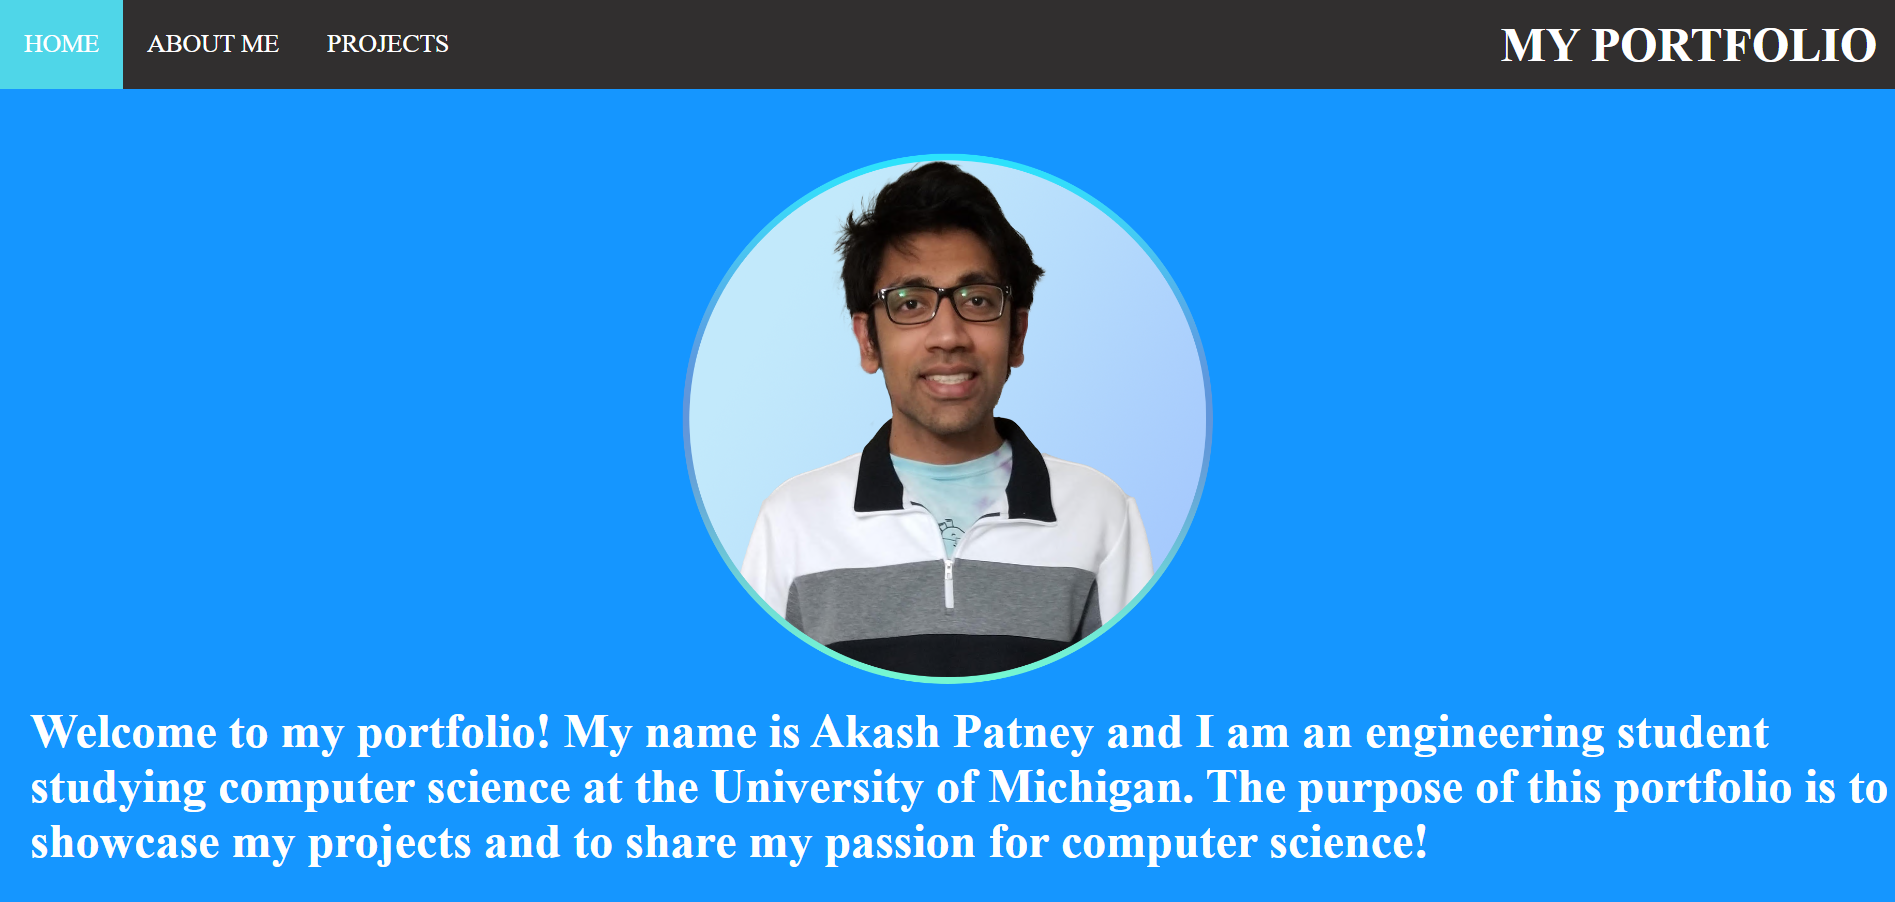 HOME ABOUT ME PROJECTS MY PORTFOLIO
Welcome to my portfolio! My name is Akash Patney and I am an engineering student
studying computer science at the University of Michigan. The purpose of this portfolio is to
showcase my projects and to share my passion for computer science!